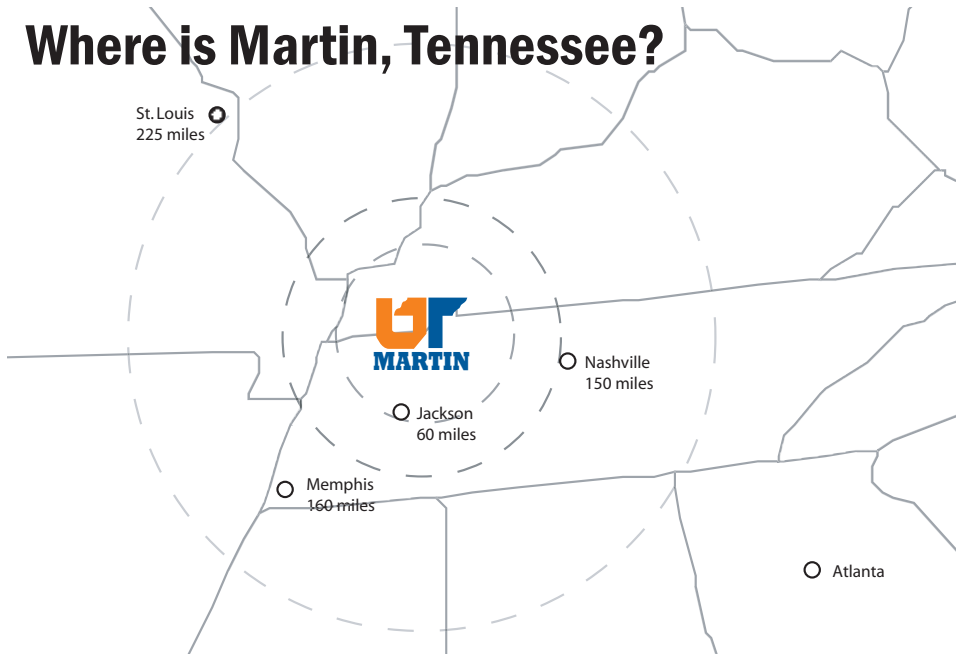 Where is Martin, Tennessee?
St. Louis
225 miles
UT
MARTIN
Nashville
150 miles
Jackson
60 miles
Memphis
160 miles
Atlanta